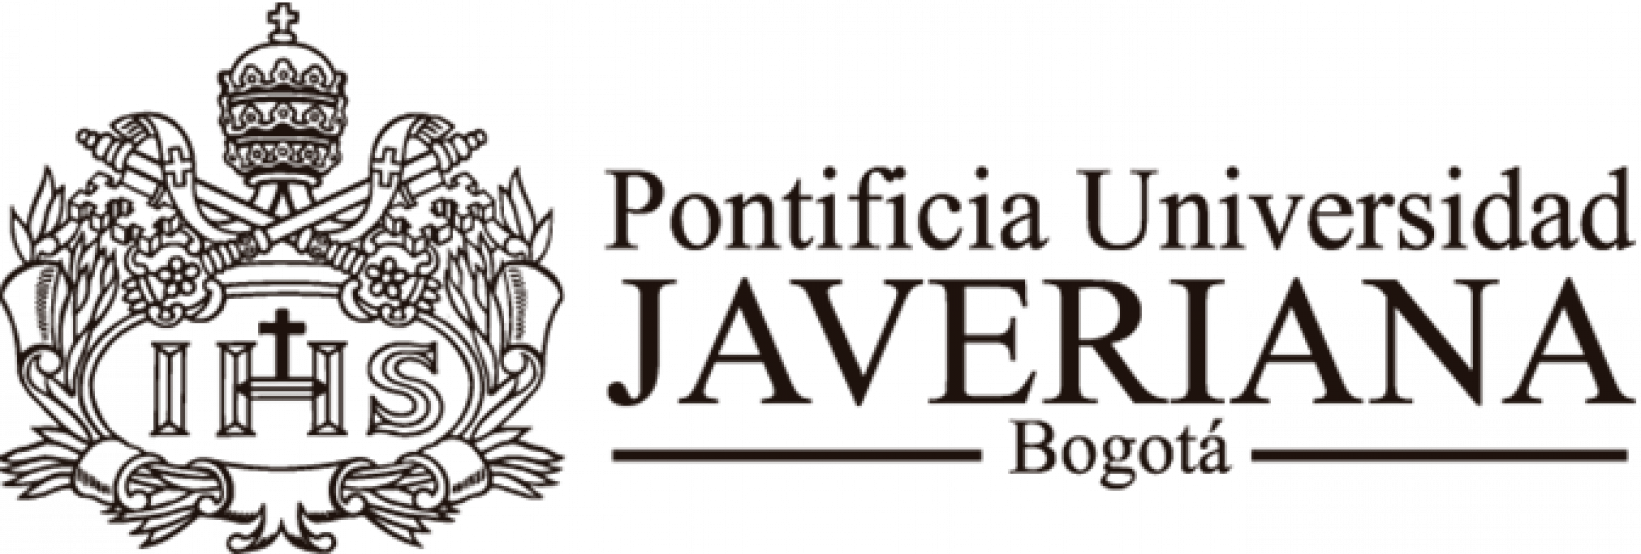 IHS
Pontificia Universidad
JAVERIANA
Bogotá